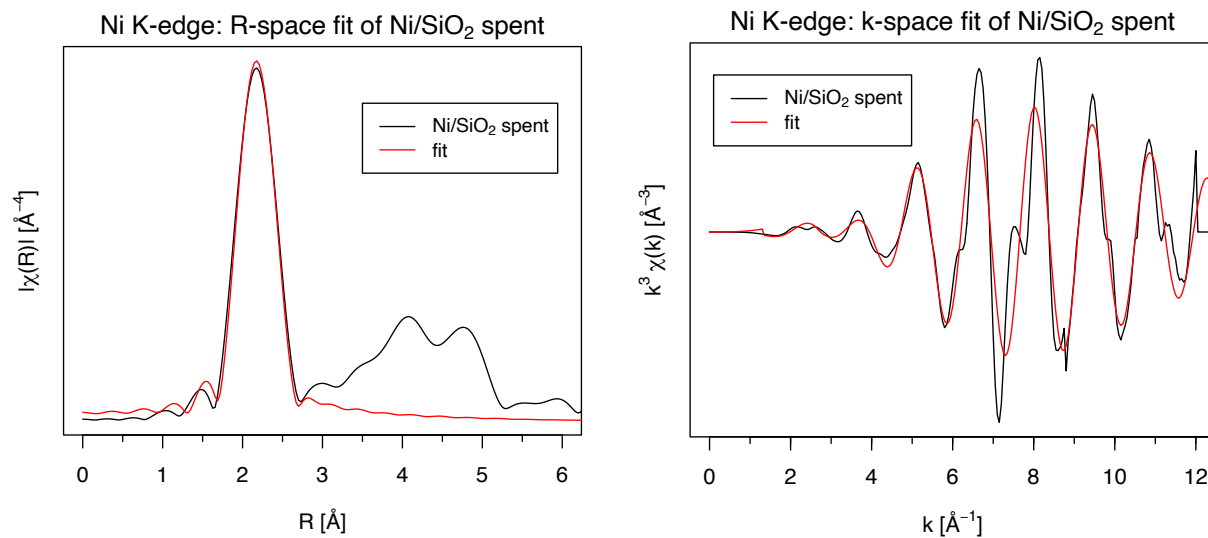 Ni K-edge: R-space fit of Ni/SiO₂ spent
Ni/SiO₂ spent
fit
|χ(R)| [Å⁻⁴]
0 1 2 3 4 5 6
R [Å]
Ni K-edge: k-space fit of Ni/SiO₂ spent
Ni/SiO₂ spent
fit
k³ χ(k) [Å⁻³]
0 2 4 6 8 10 12
k [Å⁻¹]